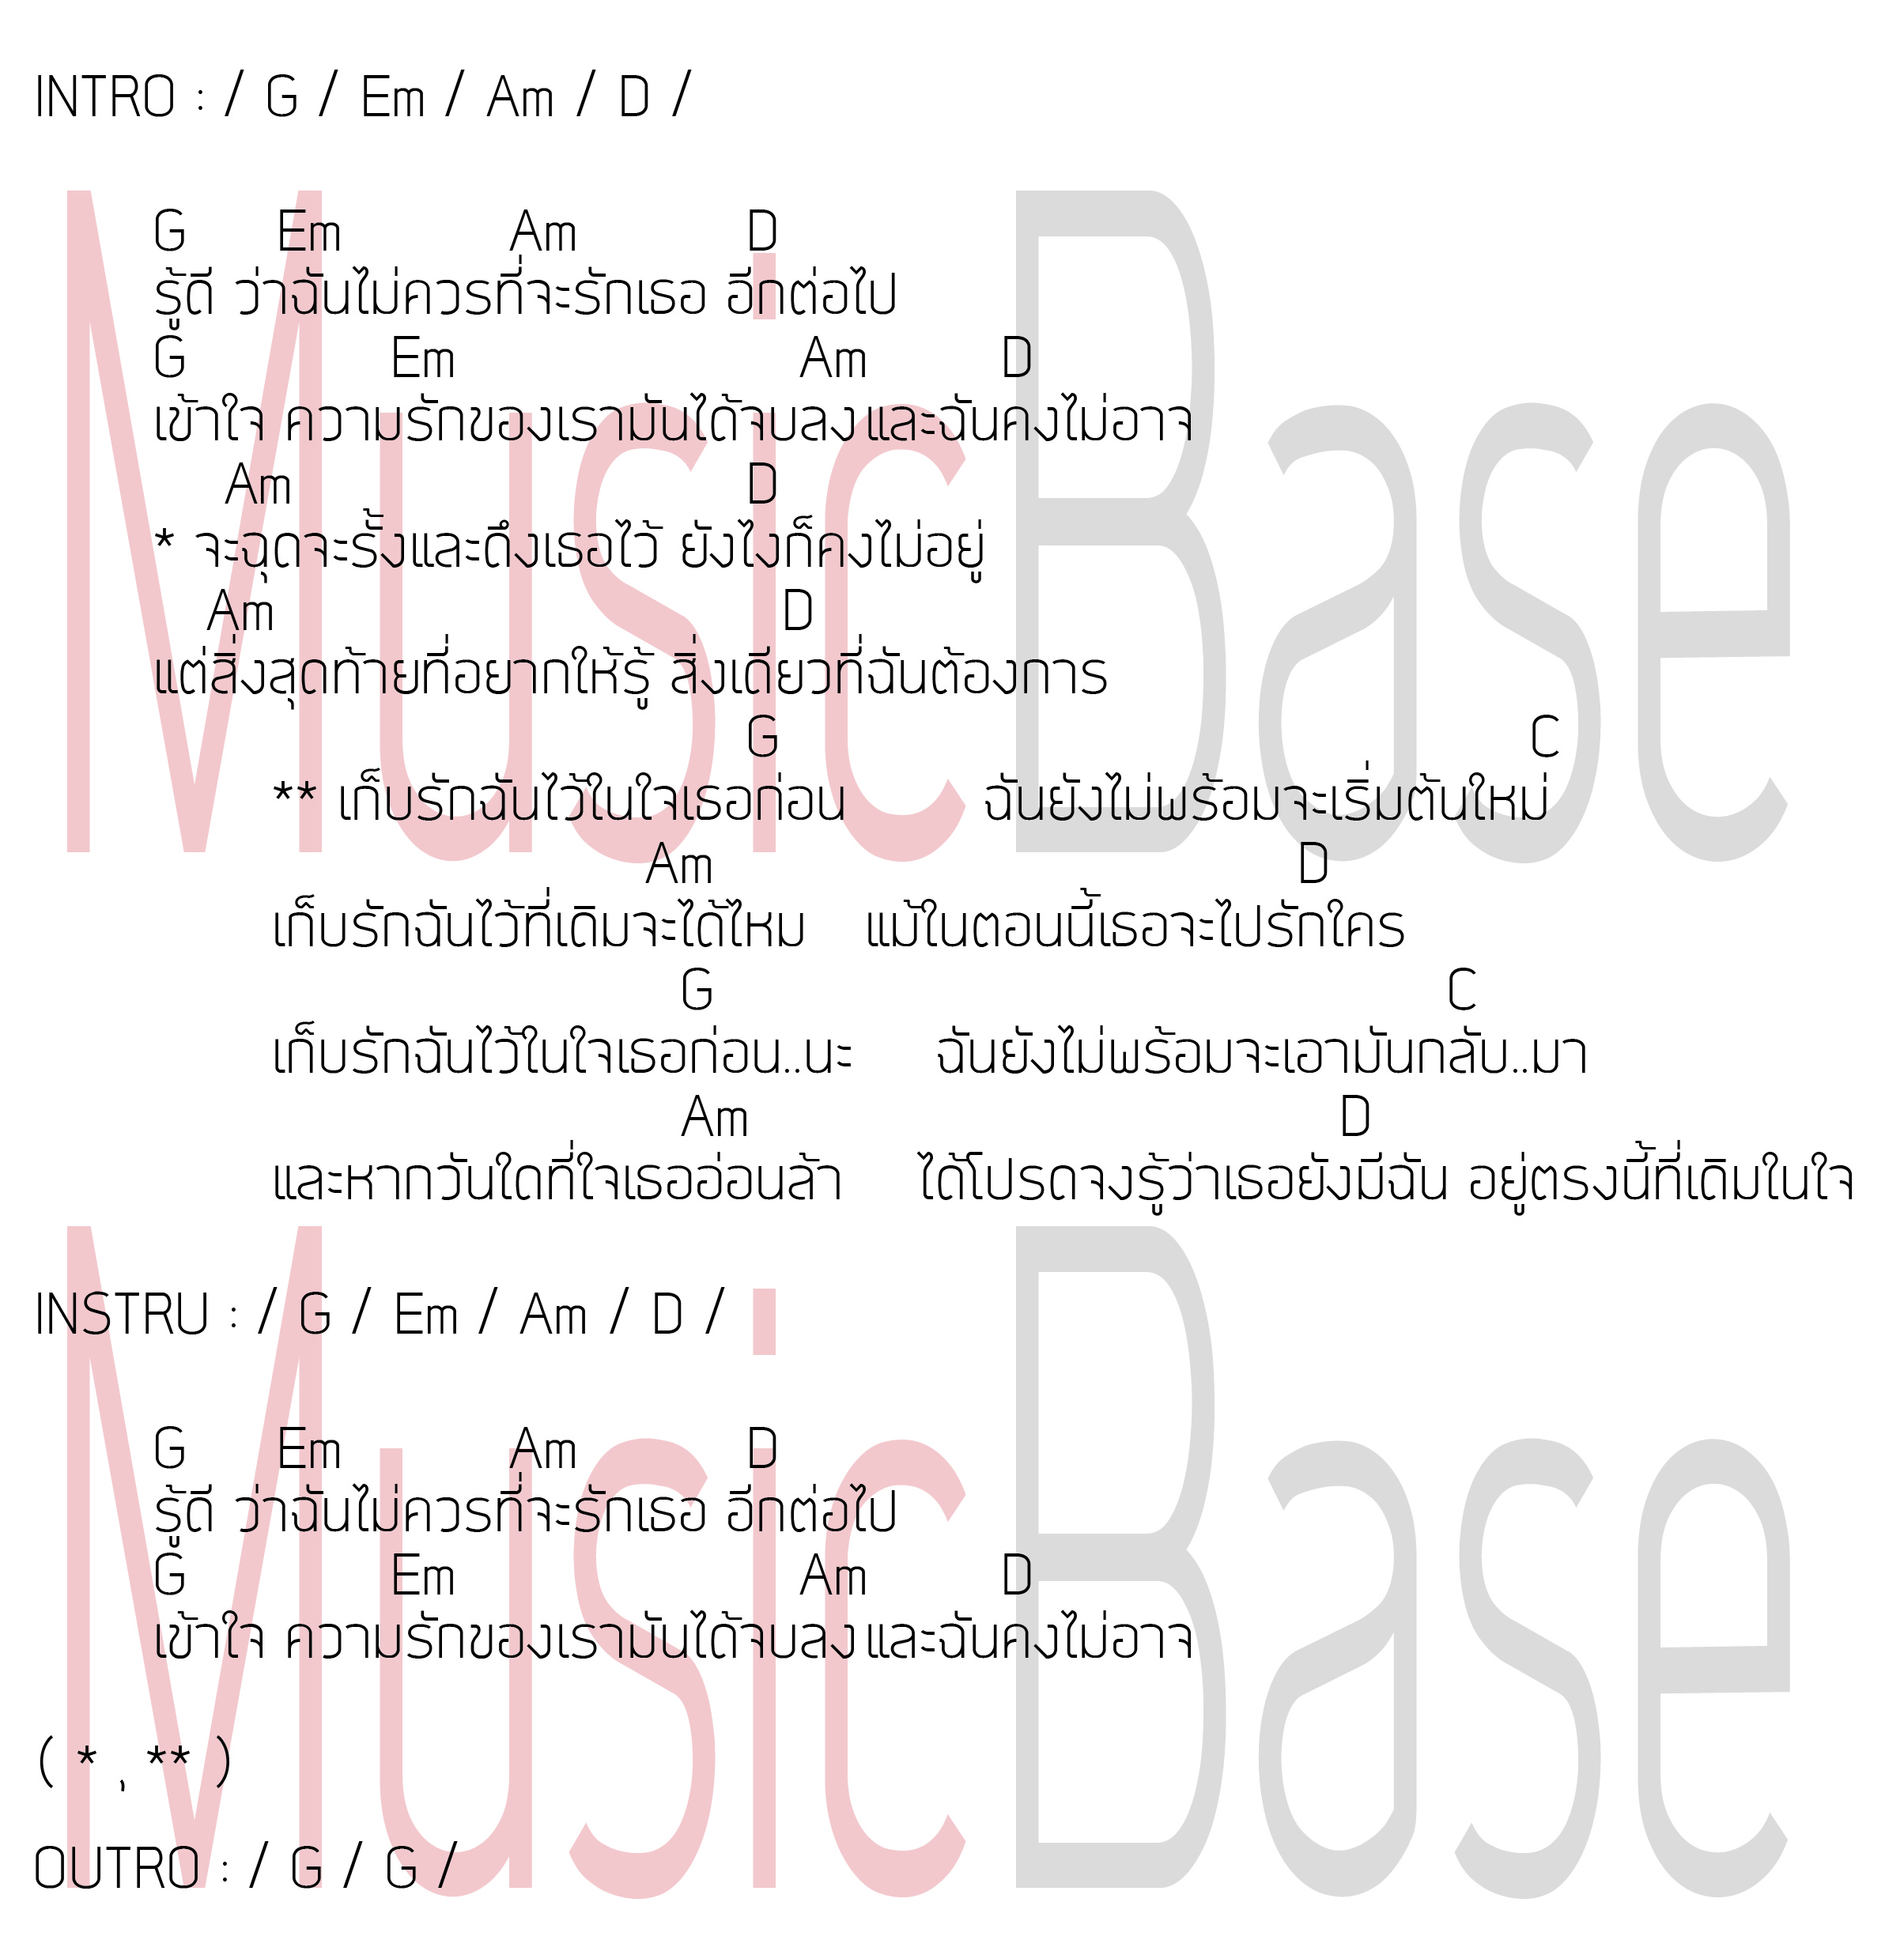 INTRO : / G / Em / Am / D /
G Em Am D
รู้ดี ว่าฉันไม่ควรที่จะรักเธอ อีกต่อไป
G Em Am D
เข้าใจ ความรักของเรามันได้จบลงและฉันคงไม่อาจ
Am D
* จะฉุดจะรั้งและดึงเธอไว้ ยังไงก็คงไม่อยู่
Am D
แต่สิ่งสุดท้ายที่อยากให้รู้ สิ่งเดียวที่ฉันต้องการ
G C
** เก็บรักฉันไว้ในใจเธอก่อน ฉันยังไม่พร้อมจะเริ่มต้นใหม่
Am D
เก็บรักฉันไว้ที่เดิมจะได้ไหม แม้ในตอนนี้เธอจะไปรักใคร
G C
เก็บรักฉันไว้ในใจเธอก่อน..นะ ฉันยังไม่พร้อมจะเอามันกลับ..มา
Am D
และหากวันใดที่ใจเธออ่อนล้า ได้โปรดจงรู้ว่าเธอยังมีฉัน อยู่ตรงนี้ที่เดิมในใจ
INSTRU : / G / Em / Am / D /
G Em Am D
รู้ดี ว่าฉันไม่ควรที่จะรักเธอ อีกต่อไป
G Em Am D
เข้าใจ ความรักของเรามันได้จบลงและฉันคงไม่อาจ
( * , ** )
OUTRO : / G / G /
MusicBase
MusicBase